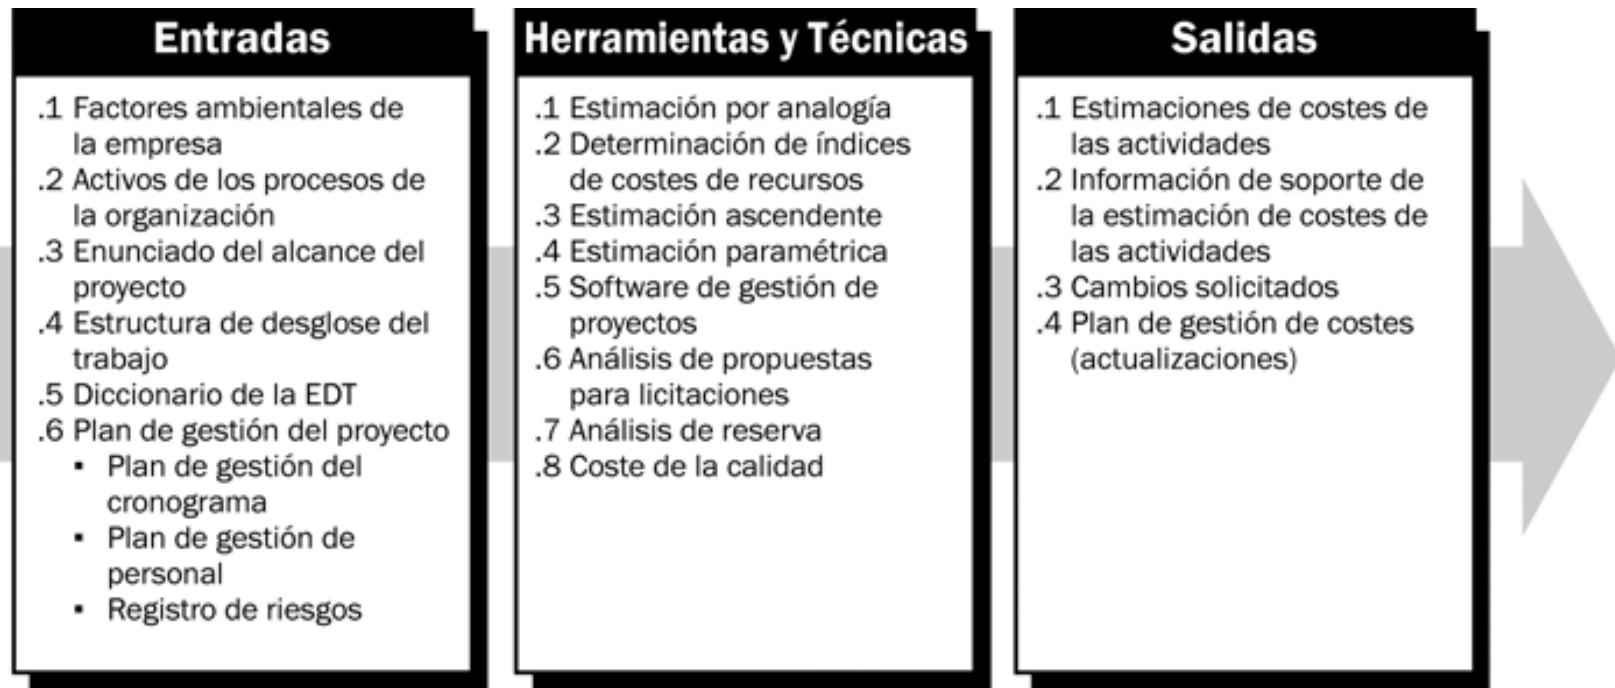 Entradas
.1 Factores ambientales de
la empresa
.2 Activos de los procesos de
la organización
.3 Enunciado del alcance del
proyecto
.4 Estructura de desglose del
trabajo
.5 Diccionario de la EDT
.6 Plan de gestión del proyecto
▪ Plan de gestión del
cronograma
▪ Plan de gestión de
personal
▪ Registro de riesgos
Herramientas y Técnicas
.1 Estimación por analogía
.2 Determinación de índices
de costes de recursos
.3 Estimación ascendente
.4 Estimación paramétrica
.5 Software de gestión de
proyectos
.6 Análisis de propuestas
para licitaciones
.7 Análisis de reserva
.8 Coste de la calidad
Salidas
.1 Estimaciones de costes de
las actividades
.2 Información de soporte de
la estimación de costes de
las actividades
.3 Cambios solicitados
.4 Plan de gestión de costes
(actualizaciones)